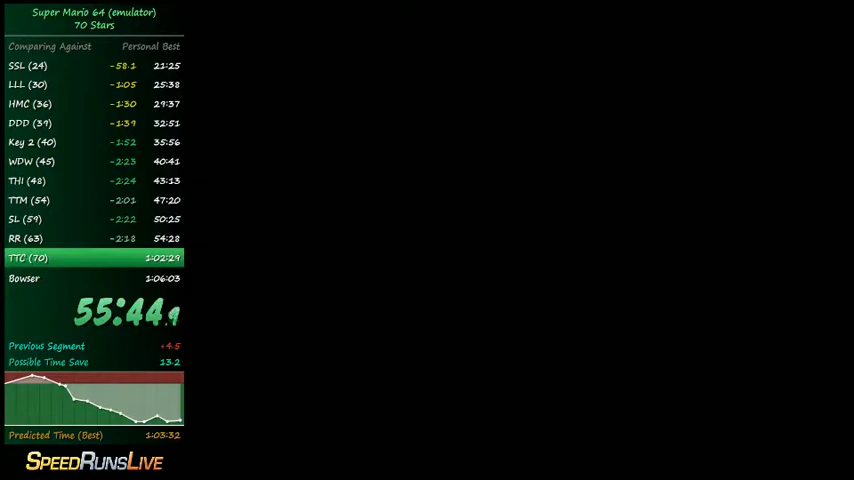 Super Mario 64 (emulator)
70 Stars
Comparing Against Personal Best
SSL (24) -58.1 21:25
LLL (30) -1:05 25:38
HMC (36) -1:30 29:37
DDD (39) -1:39 32:51
Key 2 (40) -1:52 35:56
WDW (45) -2:23 40:41
THI (48) -2:24 43:13
TTM (54) -2:01 47:20
SL (59) -2:22 50:25
RR (63) -2:18 54:28
TTC (70) 1:02:29
Bowser 1:06:03
55:44.9
Previous Segment +4.5
Possible Time Save 13.2
Predicted Time (Best) 1:03:32
SPEEDRUNSLIVE